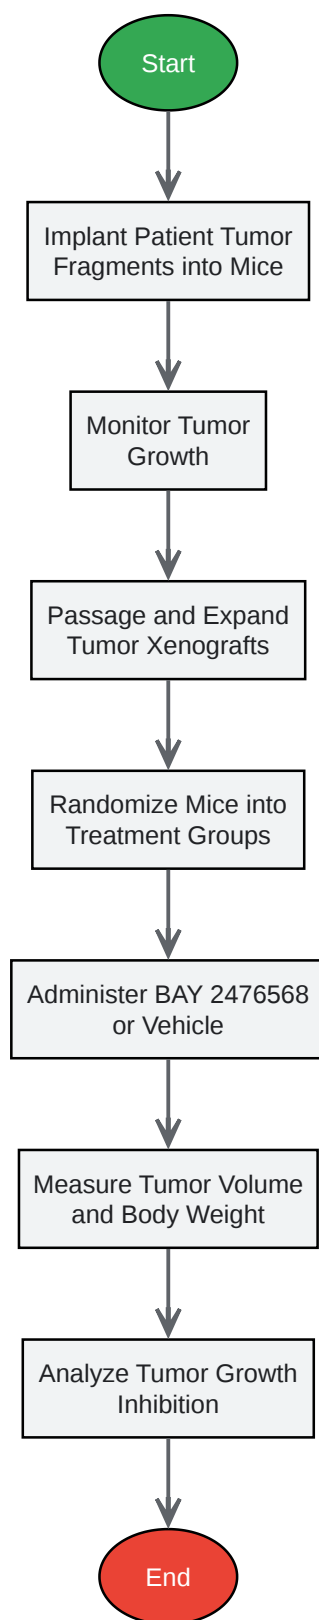 Start
Implant Patient Tumor
Fragments into Mice
Monitor Tumor
Growth
Passage and Expand
Tumor Xenografts
Randomize Mice into
Treatment Groups
Administer BAY 2476568
or Vehicle
Measure Tumor Volume
and Body Weight
Analyze Tumor Growth
Inhibition
End